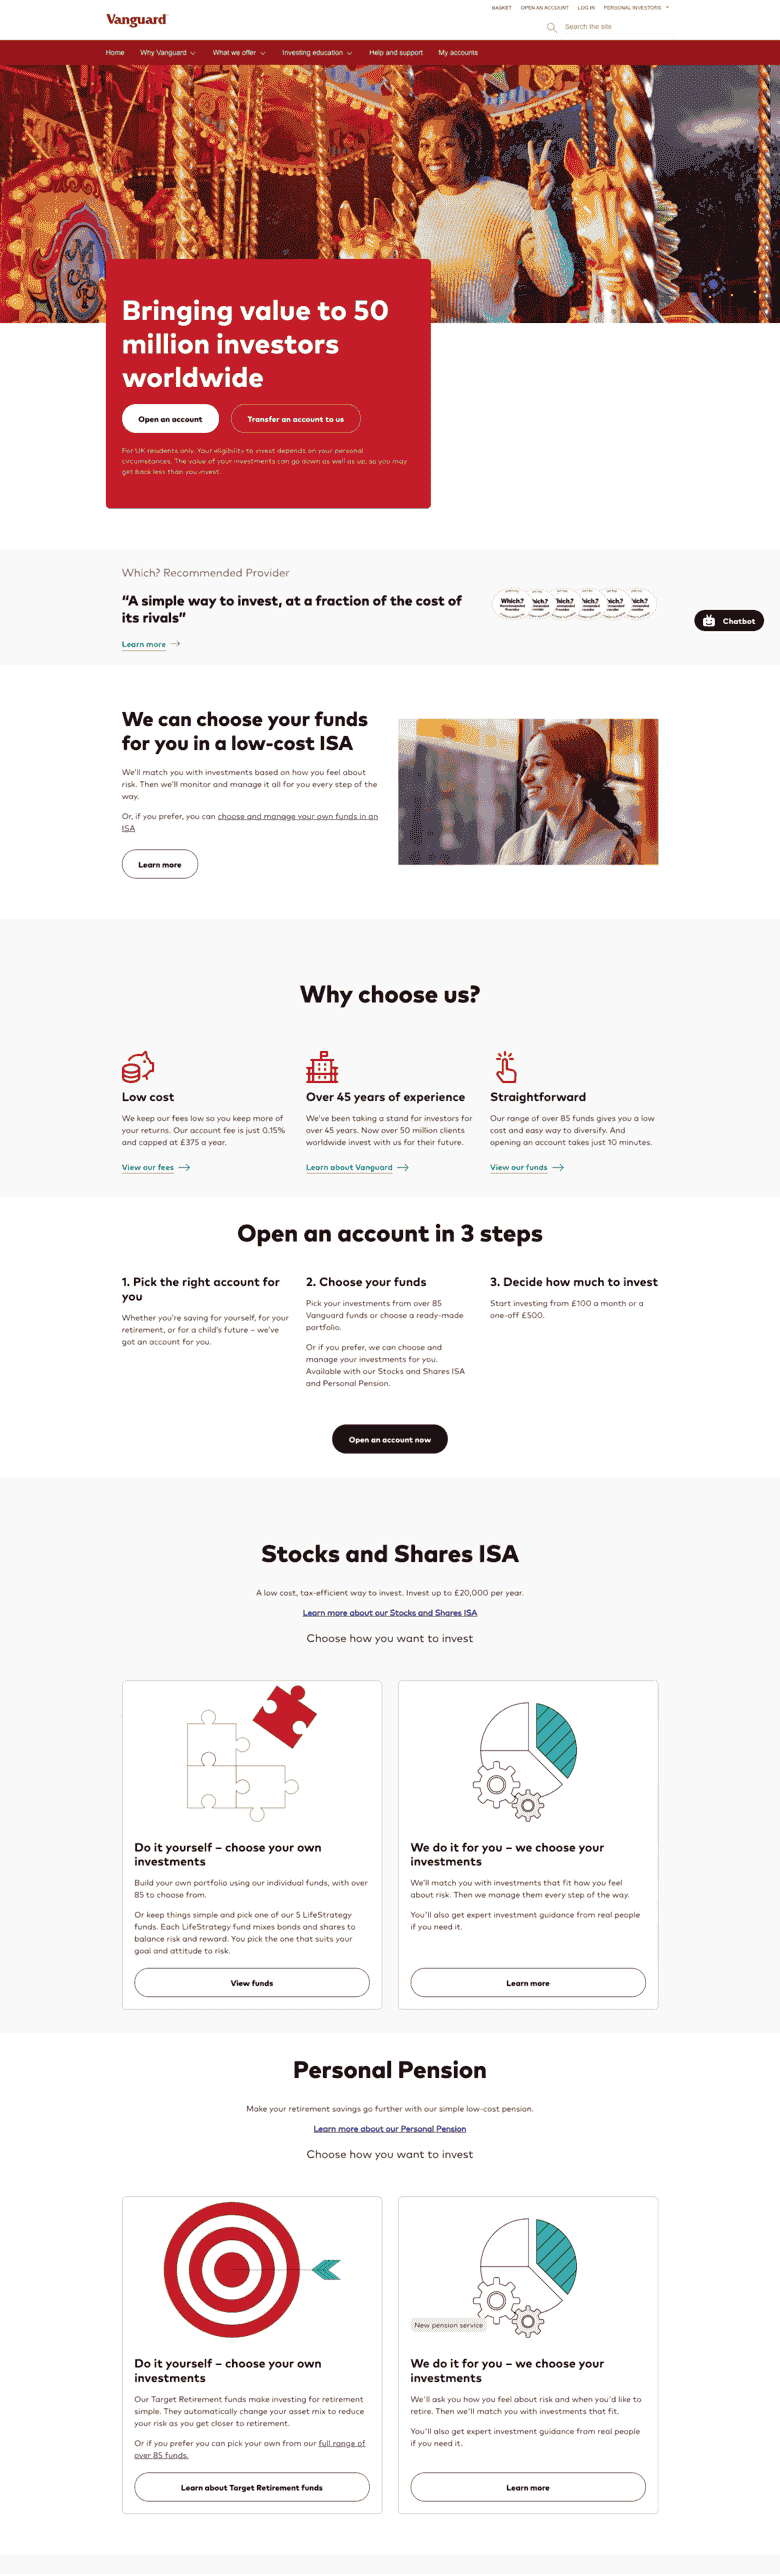 BASKET OPEN AN ACCOUNT LOG IN PERSONAL INVESTORS
Vanguard
Search the site
Home Why Vanguard What we offer Investing education Help and support My accounts
Bringing value to 50
million investors
worldwide
Open an account Transfer an account to us
For UK residents only. Your eligibility to invest depends on your personal
circumstances. The value of your investments can go down as well as up, so you may
get back less than you invest.
Which? Recommended Provider
“A simple way to invest, at a fraction of the cost of
its rivals”
Learn more
Which?
Recommended
Provider
Chatbot
We can choose your funds
for you in a low-cost ISA
We’ll match you with investments based on how you feel about
risk. Then we’ll monitor and manage it all for you every step of the
way.
Or, if you prefer, you can choose and manage your own funds in an
ISA
Learn more
Why choose us?
Low cost
We keep our fees low so you keep more of
your returns. Our account fee is just 0.15%
and capped at £375 a year.
View our fees
Over 45 years of experience
We’ve been taking a stand for investors for
over 45 years. Now over 50 million clients
worldwide invest with us for their future.
Learn about Vanguard
Straightforward
Our range of over 85 funds gives you a low
cost and easy way to diversify. And
opening an account takes just 10 minutes.
View our funds
Open an account in 3 steps
1. Pick the right account for
you
Whether you’re saving for yourself, for your
retirement, or for a child’s future – we’ve
got an account for you.
2. Choose your funds
Pick your investments from over 85
Vanguard funds or choose a ready-made
portfolio.
Or if you prefer, we can choose and
manage your investments for you.
Available with our Stocks and Shares ISA
and Personal Pension.
3. Decide how much to invest
Start investing from £100 a month or a
one-off £500.
Open an account now
Stocks and Shares ISA
A low cost, tax-efficient way to invest. Invest up to £20,000 per year.
Learn more about our Stocks and Shares ISA
Choose how you want to invest
Do it yourself – choose your own
investments
Build your own portfolio using our individual funds, with over
85 to choose from.
Or keep things simple and pick one of our 5 LifeStrategy
funds. Each LifeStrategy fund mixes bonds and shares to
balance risk and reward. You pick the one that suits your
goal and attitude to risk.
View funds
We do it for you – we choose your
investments
We’ll match you with investments that fit how you feel
about risk. Then we manage them every step of the way.
You’ll also get expert investment guidance from real people
if you need it.
Learn more
Personal Pension
Make your retirement savings go further with our simple low-cost pension.
Learn more about our Personal Pension
Choose how you want to invest
Do it yourself – choose your own
investments
Our Target Retirement funds make investing for retirement
simple. They automatically change your asset mix to reduce
your risk as you get closer to retirement.
Or if you prefer you can pick your own from our full range of
over 85 funds.
Learn about Target Retirement funds
New pension service
We do it for you – we choose your
investments
We’ll ask you how you feel about risk and when you’d like to
retire. Then we’ll match you with investments that fit.
You’ll also get expert investment guidance from real people
if you need it.
Learn more